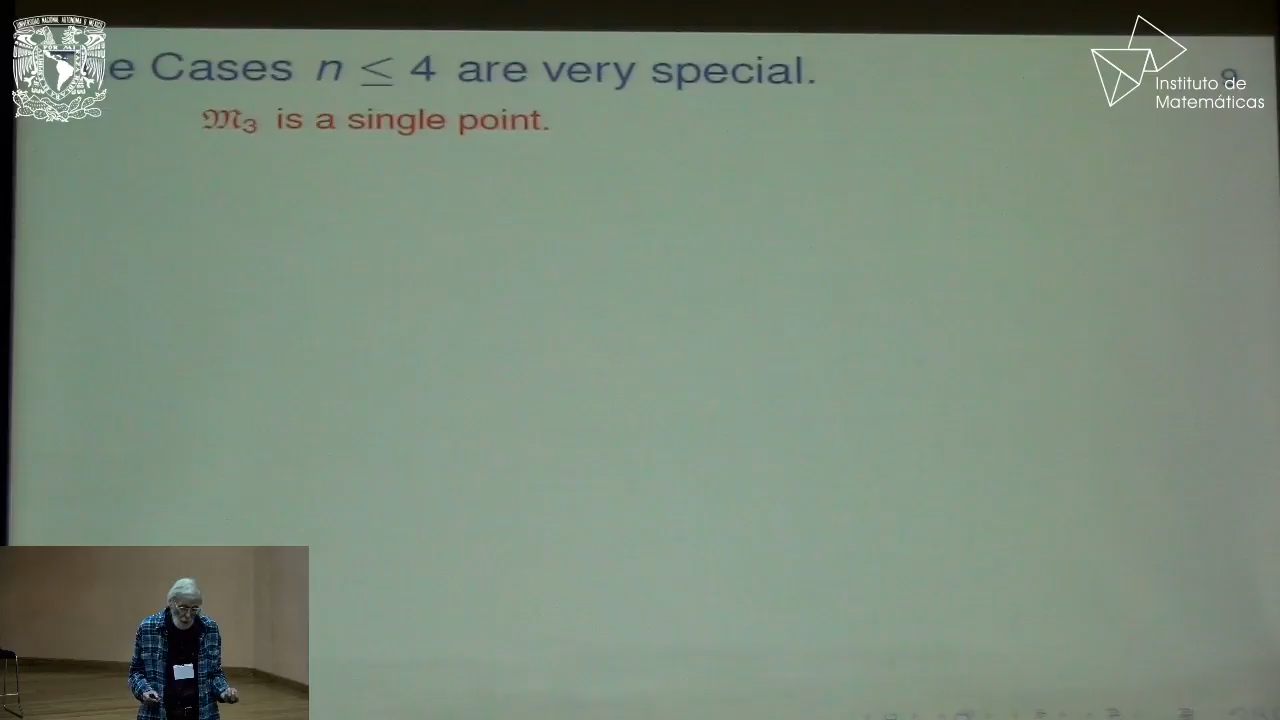 e Cases n ≤ 4 are very special.
𝔐₃ is a single point.
Instituto de
Matemáticas